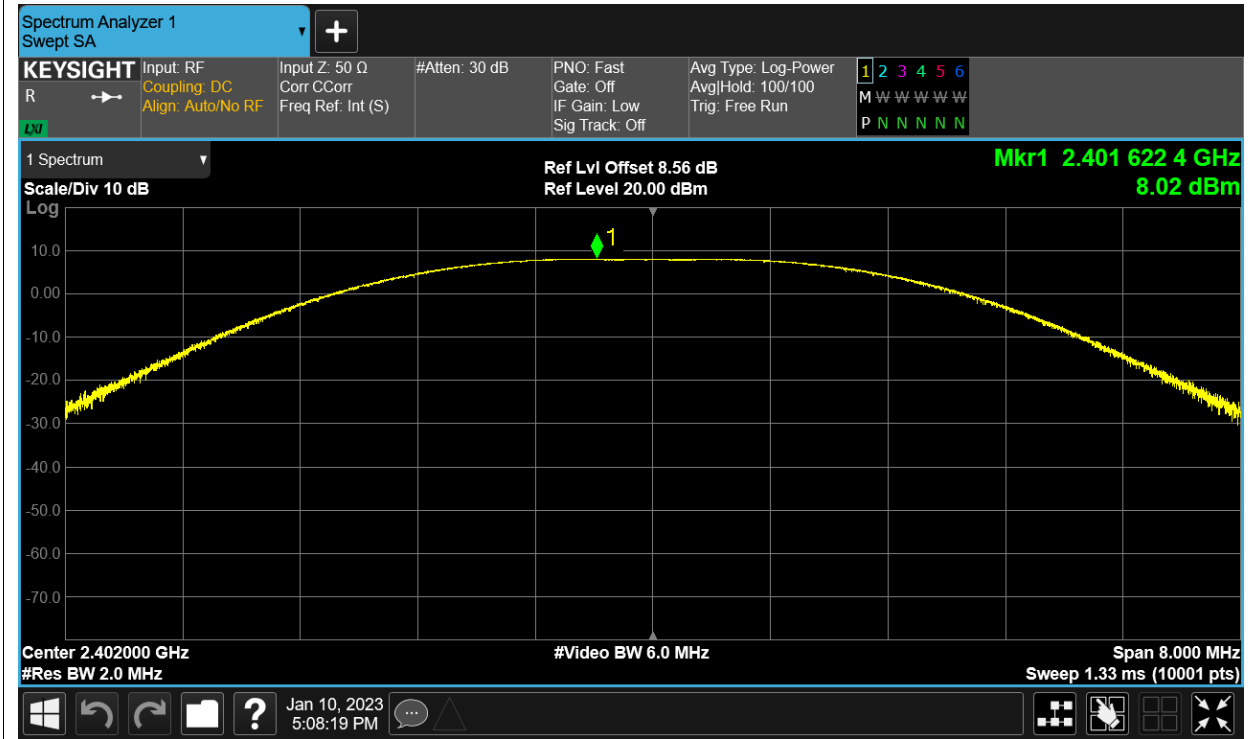 Spectrum Analyzer 1
Swept SA
KEYSIGHT
R
LXI
Input: RF
Coupling: DC
Align: Auto/No RF
Input Z: 50 Ω
Corr CCorr
Freq Ref: Int (S)
#Atten: 30 dB
PNO: Fast
Gate: Off
IF Gain: Low
Sig Track: Off
Avg Type: Log-Power
Avg|Hold: 100/100
Trig: Free Run
1 2 3 4 5 6
M W W W W W
P N N N N N
1 Spectrum
Scale/Div 10 dB
Log
Ref Lvl Offset 8.56 dB
Ref Level 20.00 dBm
Mkr1 2.401 622 4 GHz
8.02 dBm
1
10.0
0.00
-10.0
-20.0
-30.0
-40.0
-50.0
-60.0
-70.0
Center 2.402000 GHz
#Video BW 6.0 MHz
Span 8.000 MHz
#Res BW 2.0 MHz
Sweep 1.33 ms (10001 pts)
?
Jan 10, 2023
5:08:19 PM